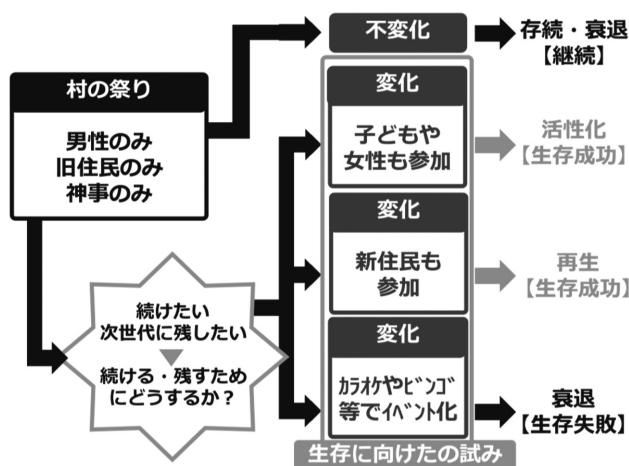 村の祭り
男性のみ
旧住民のみ
神事のみ
続けたい
次世代に残したい
続ける・残すため
にどうするか？
不変化
存続・衰退
【継続】
変化
子どもや
女性も参加
活性化
【生存成功】
変化
新住民も
参加
再生
【生存成功】
変化
ｶﾗｵｹやﾋﾞﾝｺﾞ
等でｲﾍﾞﾝﾄ化
衰退
【生存失敗】
生存に向けたの試み